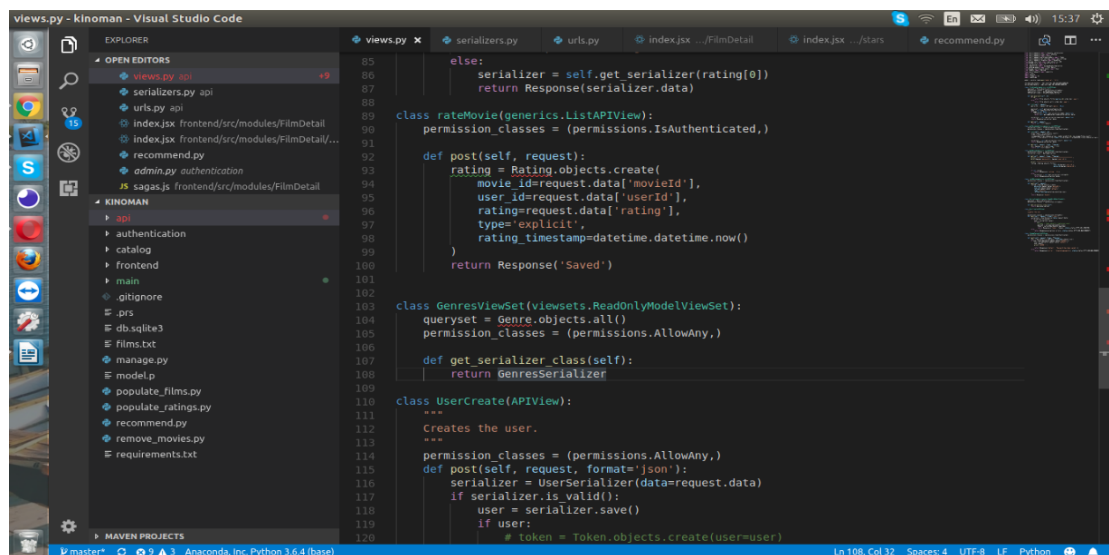 views.py - kinoman - Visual Studio Code
En
15:37
EXPLORER
OPEN EDITORS
views.py api +9
serializers.py api
urls.py api
index.jsx frontend/src/modules/FilmDetail
index.jsx frontend/src/modules/FilmDetail/...
recommend.py
admin.py authentication
JS sagas.js frontend/src/modules/FilmDetail
KINOMAN
api
authentication
catalog
frontend
main
.gitignore
.prs
db.sqlite3
films.txt
manage.py
model.p
populate_films.py
populate_ratings.py
recommend.py
remove_movies.py
requirements.txt
MAVEN PROJECTS
15
views.py × serializers.py urls.py index.jsx .../FilmDetail index.jsx .../stars recommend.py
85 else:
86 serializer = self.get_serializer(rating[0])
87 return Response(serializer.data)
88
89 class rateMovie(generics.ListAPIView):
90 permission_classes = (permissions.IsAuthenticated,)
91
92 def post(self, request):
93 rating = Rating.objects.create(
94 movie_id=request.data['movieId'],
95 user_id=request.data['userId'],
96 rating=request.data['rating'],
97 type='explicit',
98 rating_timestamp=datetime.datetime.now()
99 )
100 return Response('Saved')
101
102
103 class GenresViewSet(viewsets.ReadOnlyModelViewSet):
104 queryset = Genre.objects.all()
105 permission_classes = (permissions.AllowAny,)
106
107 def get_serializer_class(self):
108 return GenresSerializer
109
110 class UserCreate(APIView):
111 """
112 Creates the user.
113 """
114 permission_classes = (permissions.AllowAny,)
115 def post(self, request, format='json'):
116 serializer = UserSerializer(data=request.data)
117 if serializer.is_valid():
118 user = serializer.save()
119 if user:
120 # token = Token.objects.create(user=user)
master* 9 3 Anaconda, Inc. Python 3.6.4 (base) Ln 108, Col 32 Spaces: 4 UTF-8 LF Python